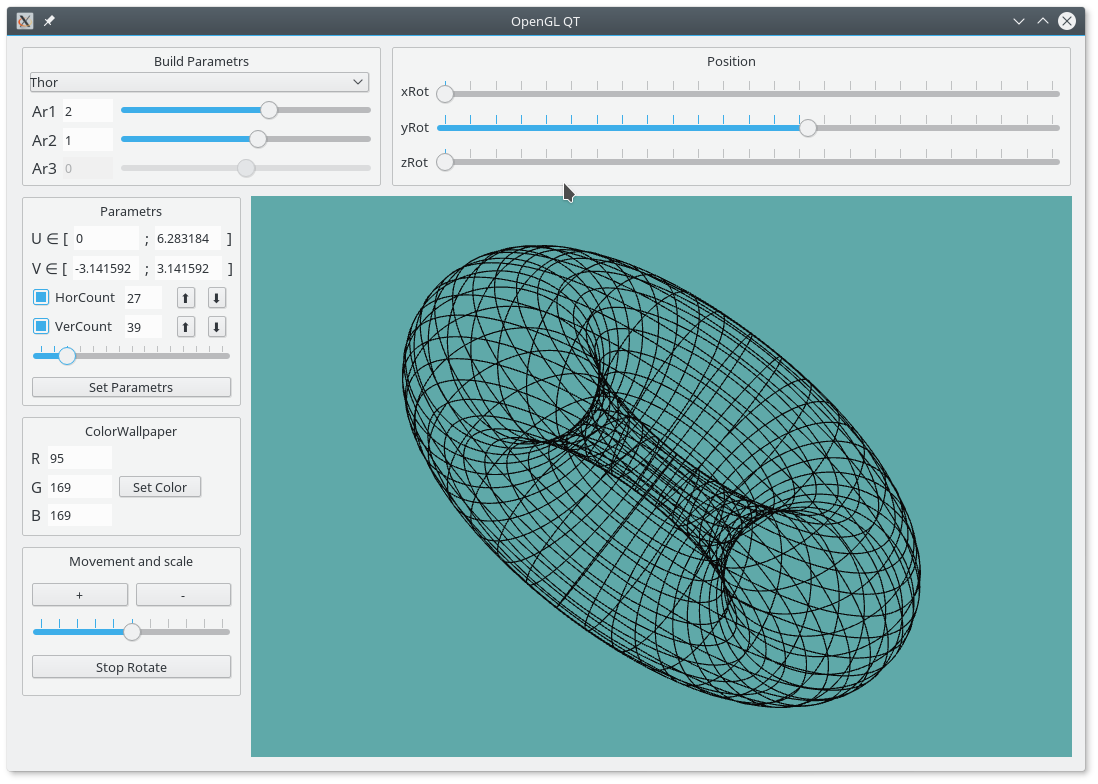 OpenGL QT
Build Parametrs
Thor
Ar1 2
Ar2 1
Ar3 0
Position
xRot
yRot
zRot
Parametrs
U ∈ [ 0 ; 6.283184 ]
V ∈ [ -3.141592 ; 3.141592 ]
HorCount 27 ⬆ ⬇
VerCount 39 ⬆ ⬇
Set Parametrs
ColorWallpaper
R 95
G 169 Set Color
B 169
Movement and scale
+ -
Stop Rotate